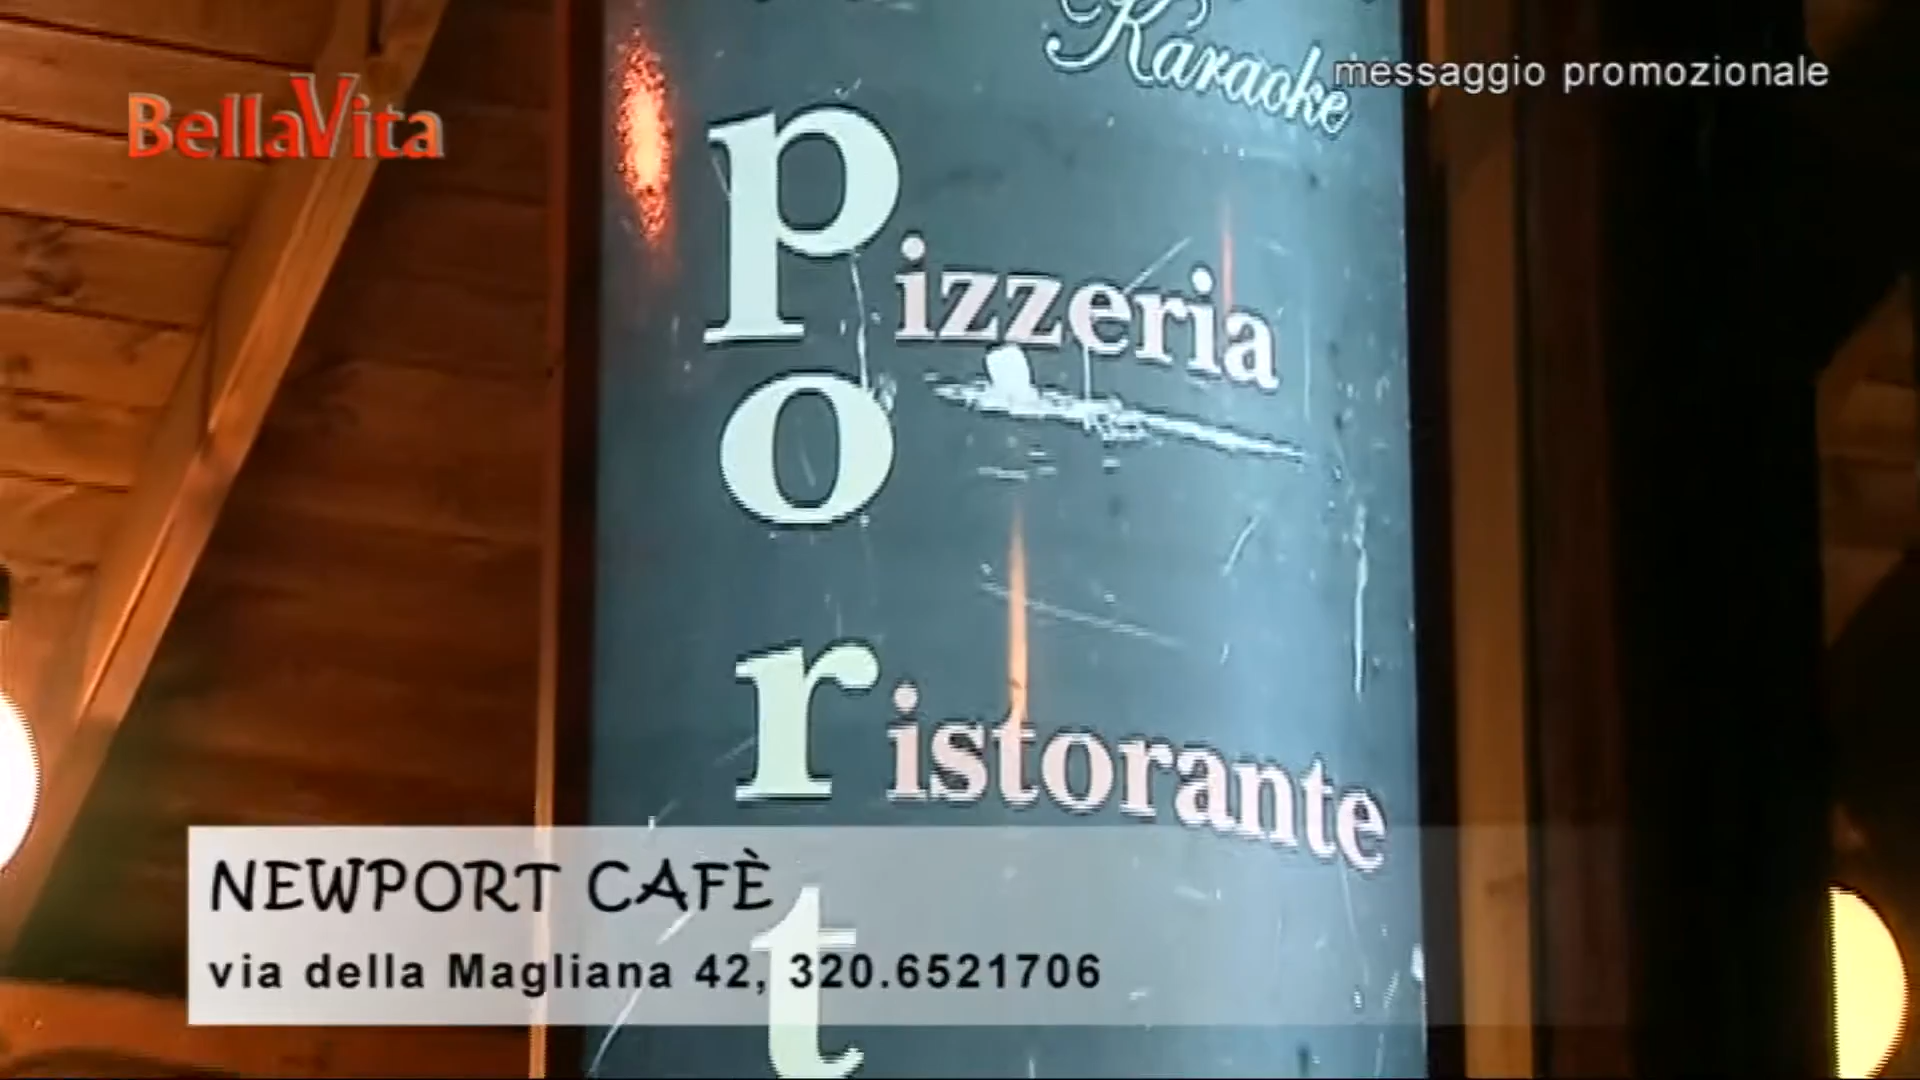 Karaoke
messaggio promozionale
BellaVita
Pizzeria
o
ristorante
t
NEWPORT CAFÈ
via della Magliana 42, 320.6521706